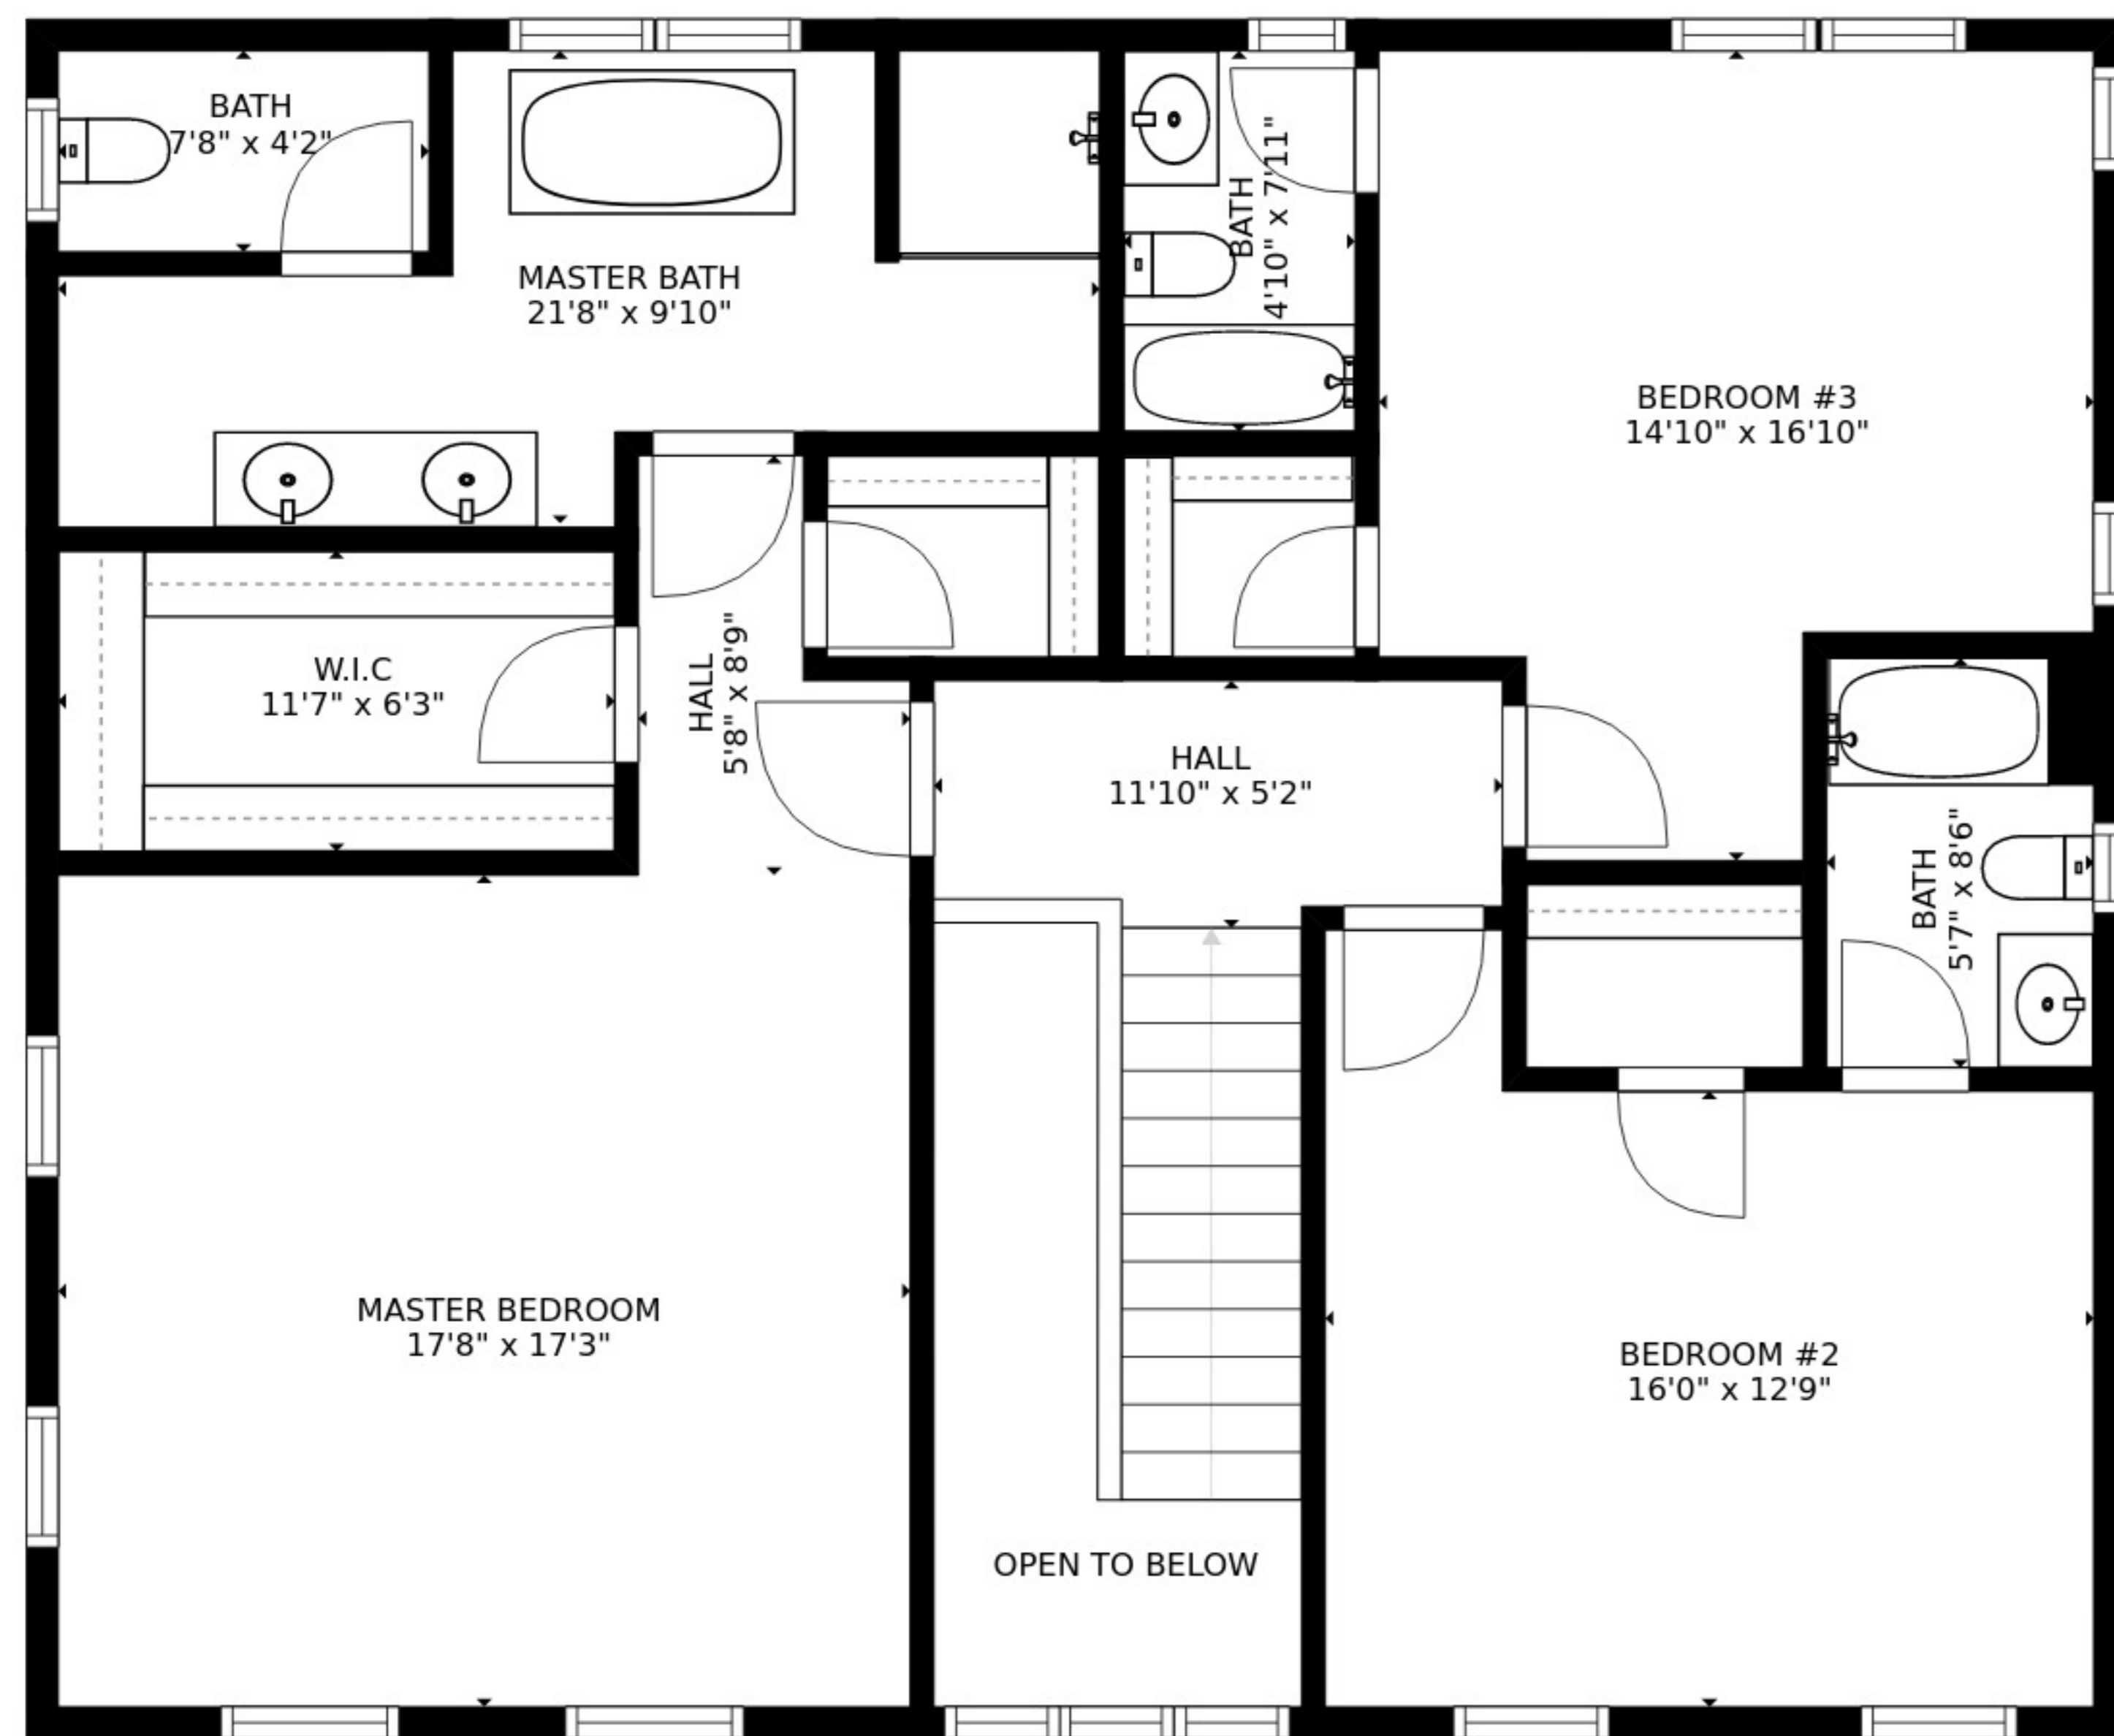 BATH
7'8" x 4'2"
MASTER BATH
21'8" x 9'10"
BATH
4'10" x 7'11"
BEDROOM #3
14'10" x 16'10"
W.I.C
11'7" x 6'3"
HALL
5'8" x 8'9"
HALL
11'10" x 5'2"
BATH
5'7" x 8'6"
MASTER BEDROOM
17'8" x 17'3"
BEDROOM #2
16'0" x 12'9"
OPEN TO BELOW